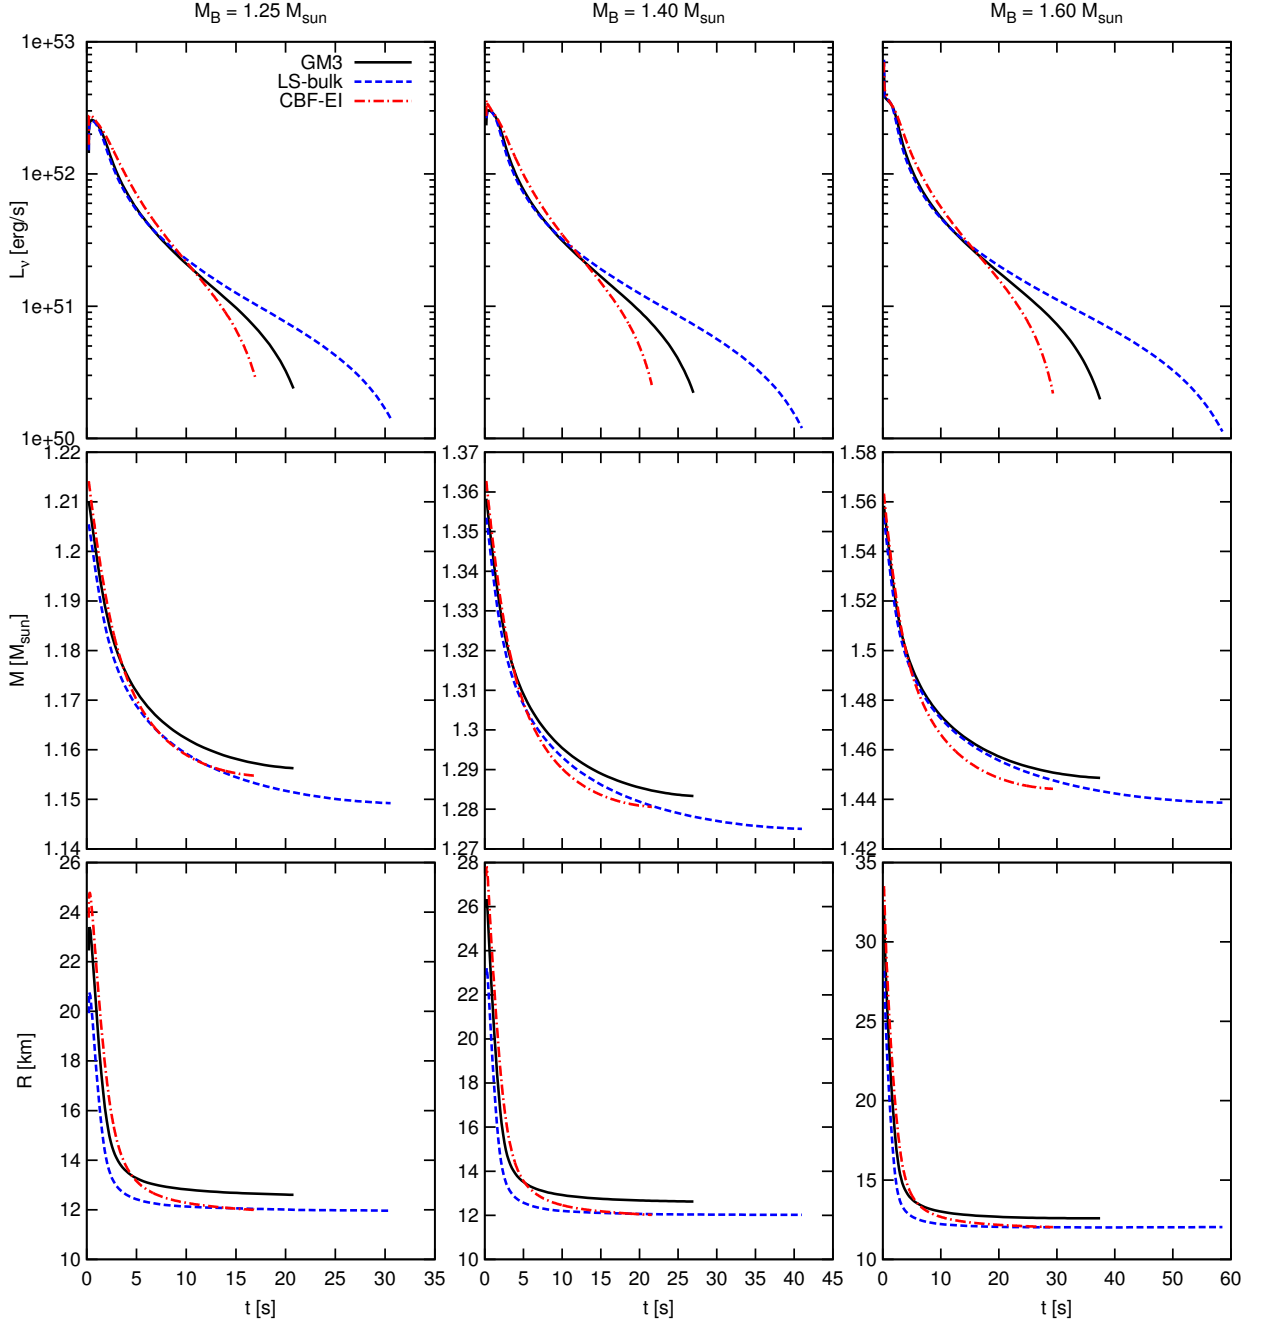 M_B = 1.25 M_sun
M_B = 1.40 M_sun
M_B = 1.60 M_sun
GM3
LS-bulk
CBF-EI
L_ν [erg/s]
1e+53
1e+52
1e+51
1e+50
M [M_sun]
1.22
1.21
1.2
1.19
1.18
1.17
1.16
1.15
1.14
1.37
1.36
1.35
1.34
1.33
1.32
1.31
1.3
1.29
1.28
1.27
1.58
1.56
1.54
1.52
1.5
1.48
1.46
1.44
1.42
R [km]
26
24
22
20
18
16
14
12
10
28
26
24
22
20
18
16
14
12
10
35
30
25
20
15
10
0 5 10 15 20 25 30 35
0 5 10 15 20 25 30 35 40 45
0 10 20 30 40 50 60
t [s]
t [s]
t [s]